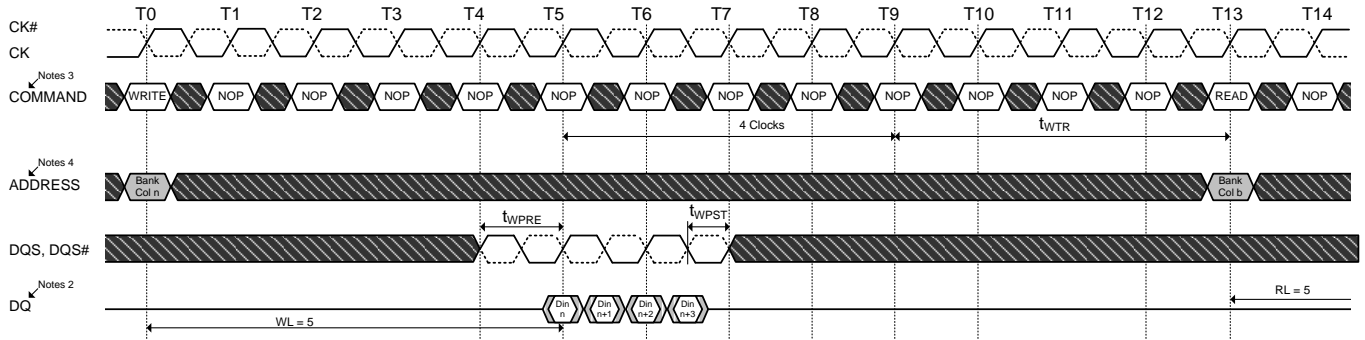 T0 T1 T2 T3 T4 T5 T6 T7 T8 T9 T10 T11 T12 T13 T14
CK#
CK
Notes 3
COMMAND WRITE NOP NOP NOP NOP NOP NOP NOP NOP NOP NOP NOP NOP READ NOP
4 Clocks tWTR
Notes 4
ADDRESS
Bank Bank
Col n Col b
tWPRE tWPST
DQS, DQS#
Notes 2
DQ
Din Din Din Din
n n+1 n+2 n+3
RL = 5
WL = 5